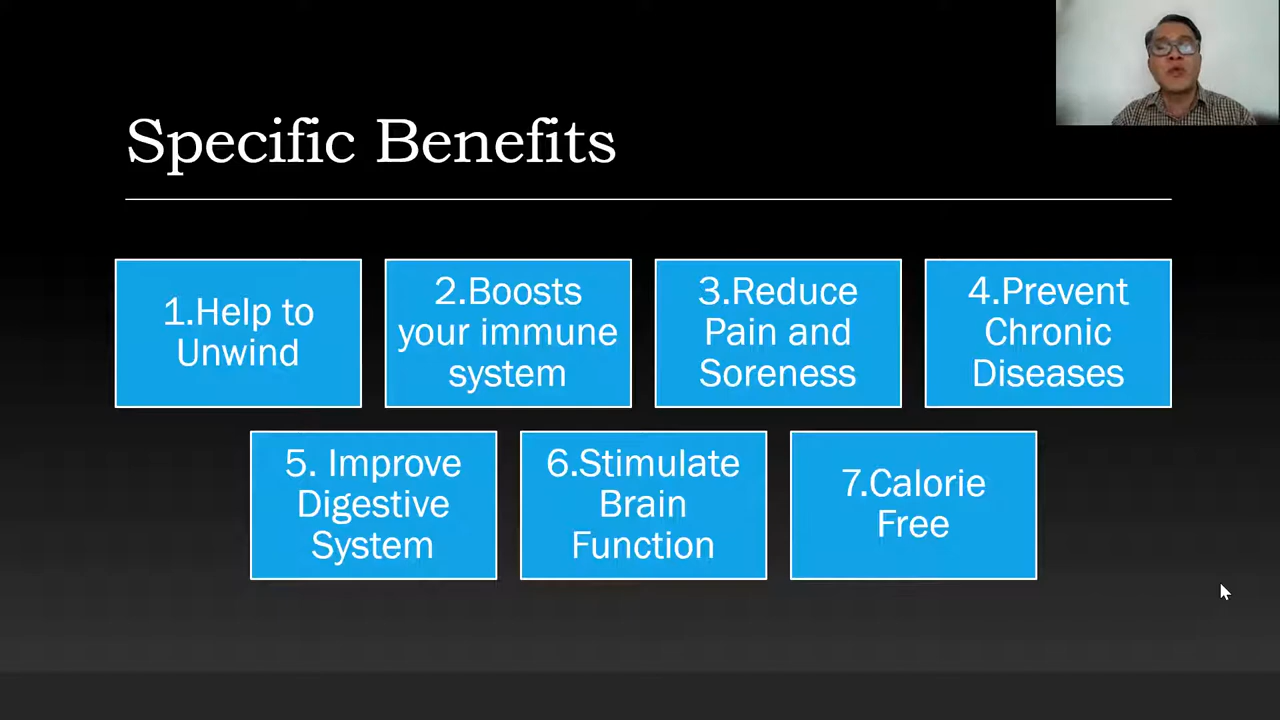 Specific Benefits
1.Help to
Unwind
2.Boosts
your immune
system
3.Reduce
Pain and
Soreness
4.Prevent
Chronic
Diseases
5. Improve
Digestive
System
6.Stimulate
Brain
Function
7.Calorie
Free